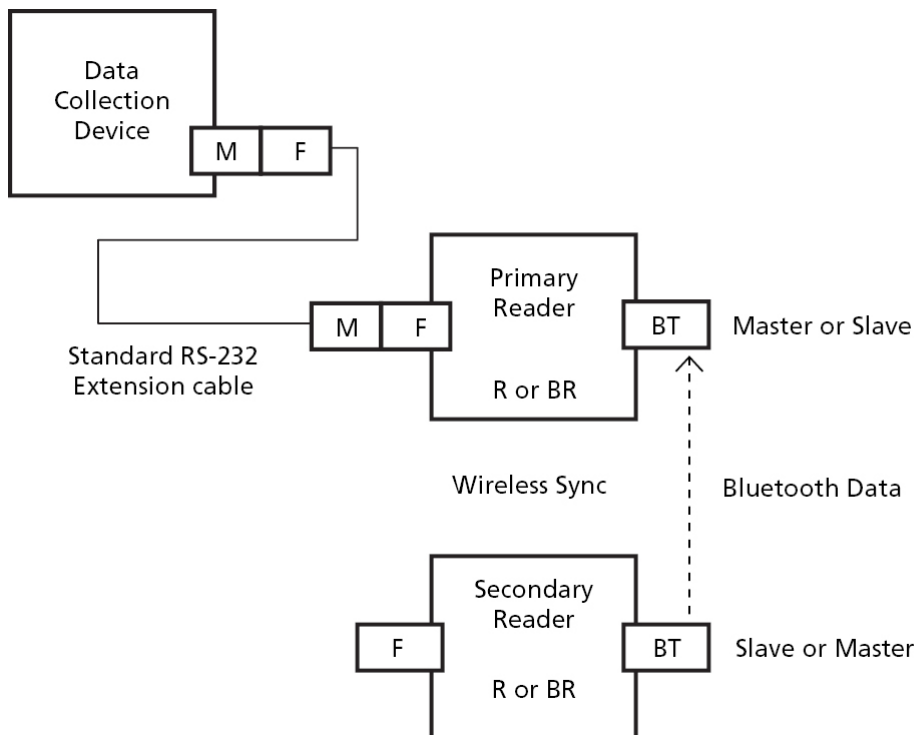 Data
Collection
Device
M
F
Primary
Reader
M
F
BT
Master or Slave
Standard RS-232
Extension cable
R or BR
Wireless Sync
Bluetooth Data
Secondary
Reader
F
BT
Slave or Master
R or BR